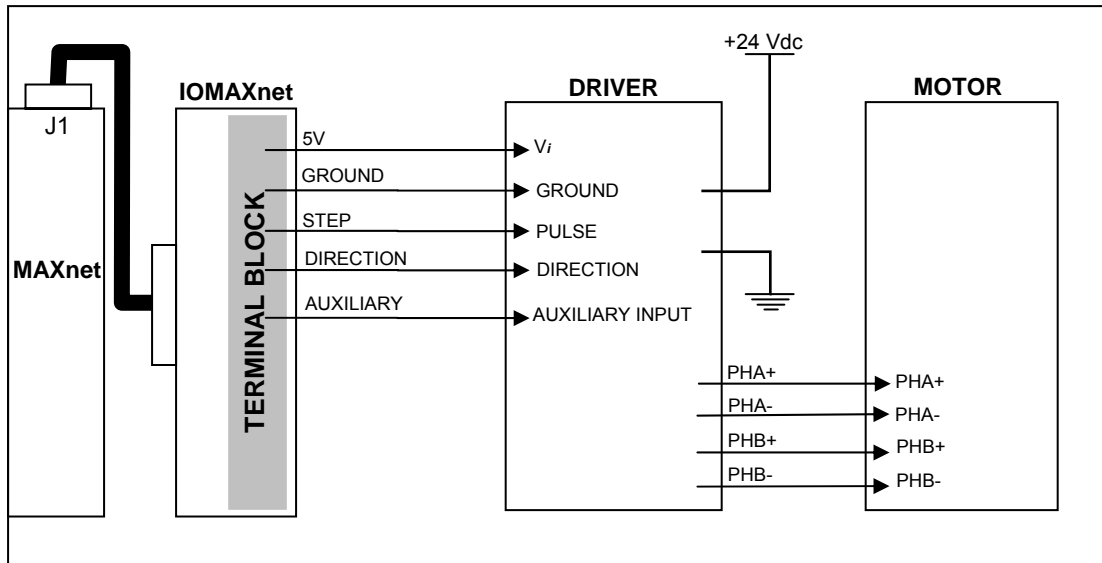 +24 Vdc
IOMAXnet
DRIVER
MOTOR
J1
MAXnet
TERMINAL BLOCK
5V
GROUND
STEP
DIRECTION
AUXILIARY
Vi
GROUND
PULSE
DIRECTION
AUXILIARY INPUT
PHA+
PHA-
PHB+
PHB-
PHA+
PHA-
PHB+
PHB-